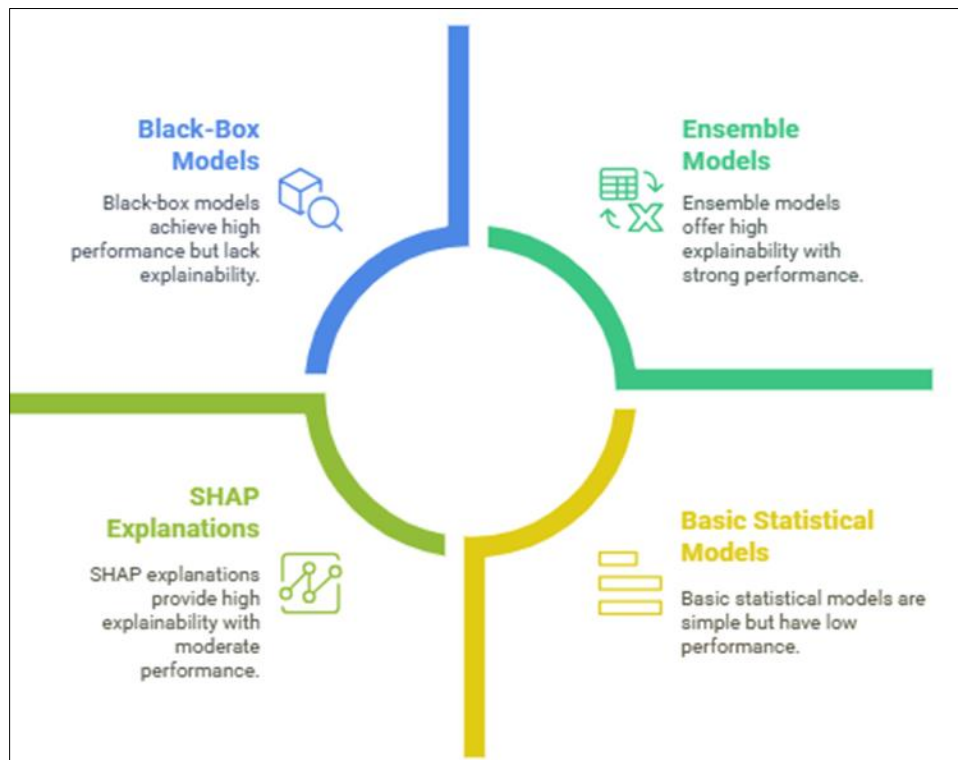 Black-Box
Models
Black-box models
achieve high
performance but lack
explainability.
Ensemble
Models
Ensemble models
offer high
explainability with
strong performance.
SHAP
Explanations
SHAP explanations
provide high
explainability with
moderate
performance.
Basic Statistical
Models
Basic statistical models are
simple but have low
performance.